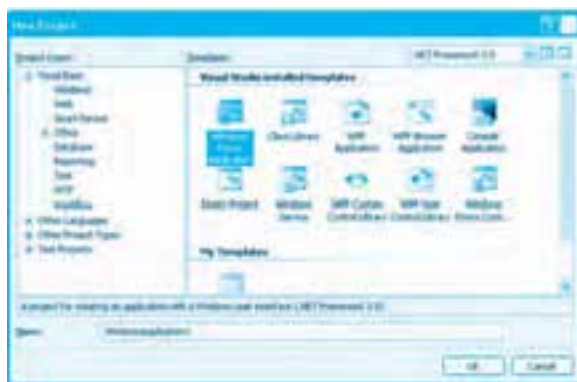 New Project
Project types:
Templates:
.NET Framework 3.5
Visual Basic
Windows
Web
Smart Device
Office
Database
Reporting
Test
WCF
Workflow
Other Languages
Other Project Types
Test Projects
Visual Studio installed templates
Windows Forms Application
Class Library
WPF Application
WPF Browser Application
Console Application
Empty Project
Windows Service
WPF Custom Control Library
WPF User Control Library
Windows Forms Cont...
My Templates
A project for creating an application with a Windows user interface (.NET Framework 3.5)
Name:
WindowsApplication1
OK
Cancel